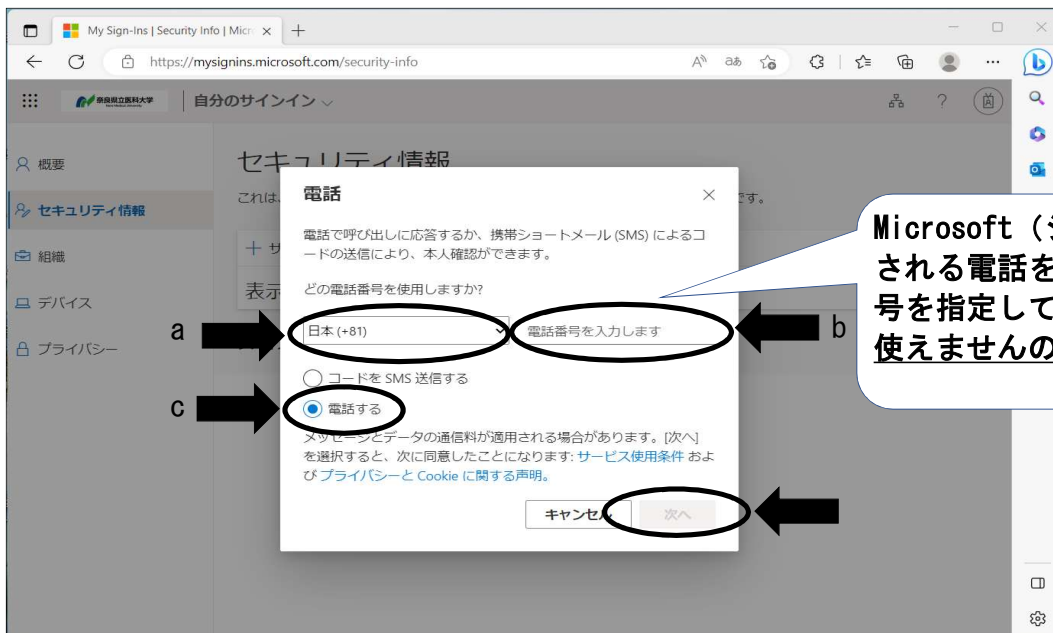 My Sign-Ins | Security Info | Micr
https://mysignins.microsoft.com/security-info
奈良県立医科大学
自分のサインイン
概要
セキュリティ情報
組織
デバイス
プライバシー
セキュリティ情報
これは、
です。
+ サ
表示
電話
電話で呼び出しに応答するか、携帯ショートメール (SMS) によるコ
ードの送信により、本人確認ができます。
どの電話番号を使用しますか?
a
日本 (+81)
電話番号を入力します
b
コードを SMS 送信する
c
電話する
メッセージとデータの通信料が適用される場合があります。[次へ]
を選択すると、次に同意したことになります: サービス使用条件 およ
び プライバシーと Cookie に関する声明。
キャンセル
次へ
Microsoft（
される電話を
号を指定して
使えませんの